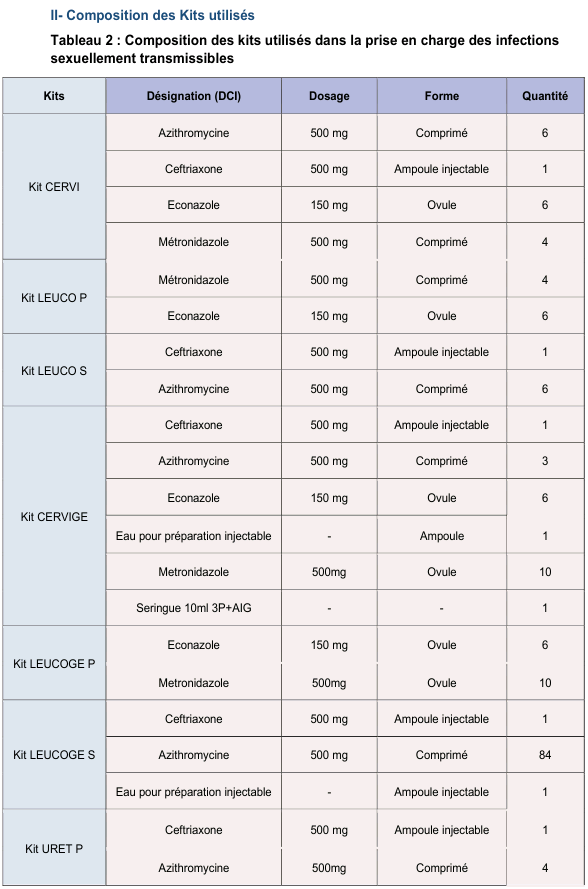 II- Composition des Kits utilisés
Tableau 2 : Composition des kits utilisés dans la prise en charge des infections
sexuellement transmissibles
Kits Désignation (DCI) Dosage Forme Quantité
Kit CERVI
Azithromycine 500 mg Comprimé 6
Ceftriaxone 500 mg Ampoule injectable 1
Econazole 150 mg Ovule 6
Métronidazole 500 mg Comprimé 4
Kit LEUCO P
Métronidazole 500 mg Comprimé 4
Econazole 150 mg Ovule 6
Kit LEUCO S
Ceftriaxone 500 mg Ampoule injectable 1
Azithromycine 500 mg Comprimé 6
Kit CERVIGE
Ceftriaxone 500 mg Ampoule injectable 1
Azithromycine 500 mg Comprimé 3
Econazole 150 mg Ovule 6
Eau pour préparation injectable - Ampoule 1
Metronidazole 500mg Ovule 10
Seringue 10ml 3P+AIG - - 1
Kit LEUCOGE P
Econazole 150 mg Ovule 6
Metronidazole 500mg Ovule 10
Kit LEUCOGE S
Ceftriaxone 500 mg Ampoule injectable 1
Azithromycine 500 mg Comprimé 84
Eau pour préparation injectable - Ampoule injectable 1
Kit URET P
Ceftriaxone 500 mg Ampoule injectable 1
Azithromycine 500mg Comprimé 4